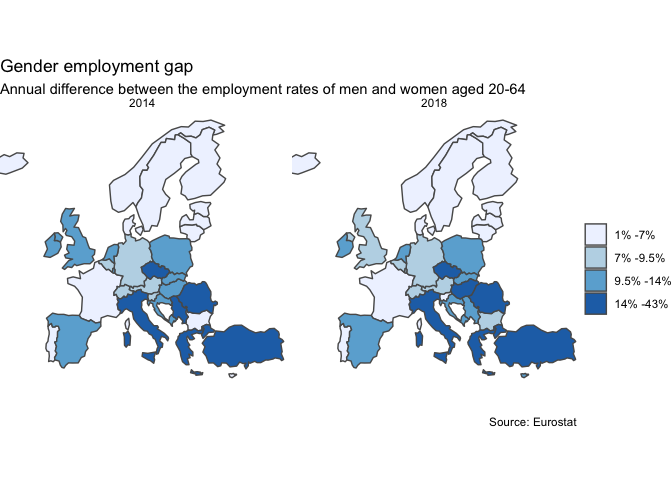 Gender employment gap
Annual difference between the employment rates of men and women aged 20-64
2014
2018
1% -7%
7% -9.5%
9.5% -14%
14% -43%
Source: Eurostat